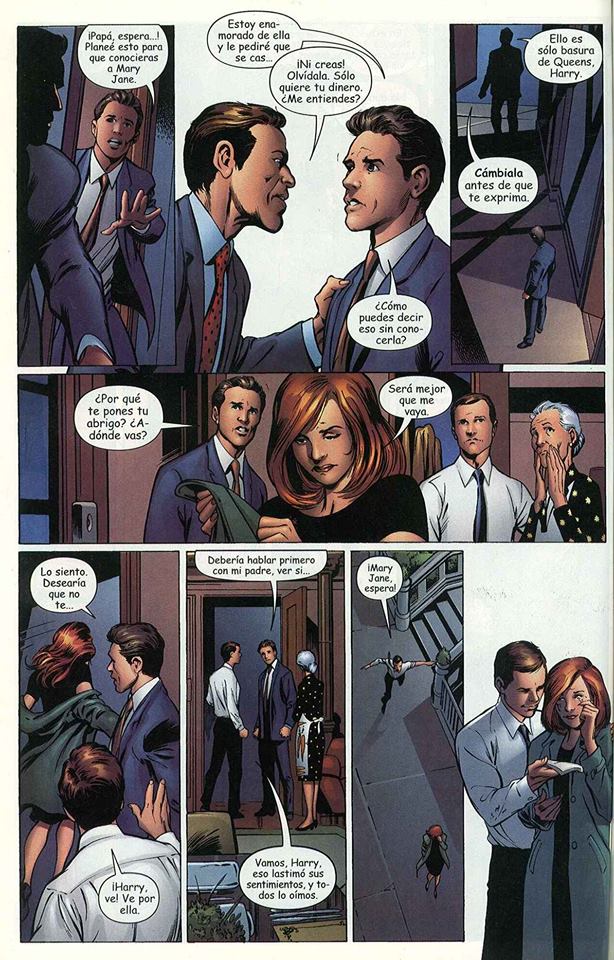 ¡Papá, espera...!
Planeé esto para
que conocieras
a Mary
Jane.
Estoy ena-
morado de ella
y le pediré que
se cas...
¡Ni creas!
Olvídala. Sólo
quiere tu dinero.
¿Me entiendes?
¿Cómo
puedes decir
eso sin cono-
cerla?
Ello es
sólo basura
de Queens,
Harry.
Cámbiala
antes de que
te exprima.
¿Por qué
te pones tu
abrigo? ¿A-
dónde vas?
Será mejor
que me
vaya.
Lo siento.
Desearía
que no
te...
¡Harry,
ve! Ve por
ella.
Debería hablar primero
con mi padre, ver si...
Vamos, Harry,
eso lastimó sus
sentimientos, y to-
dos lo oímos.
¡Mary
Jane,
espera!